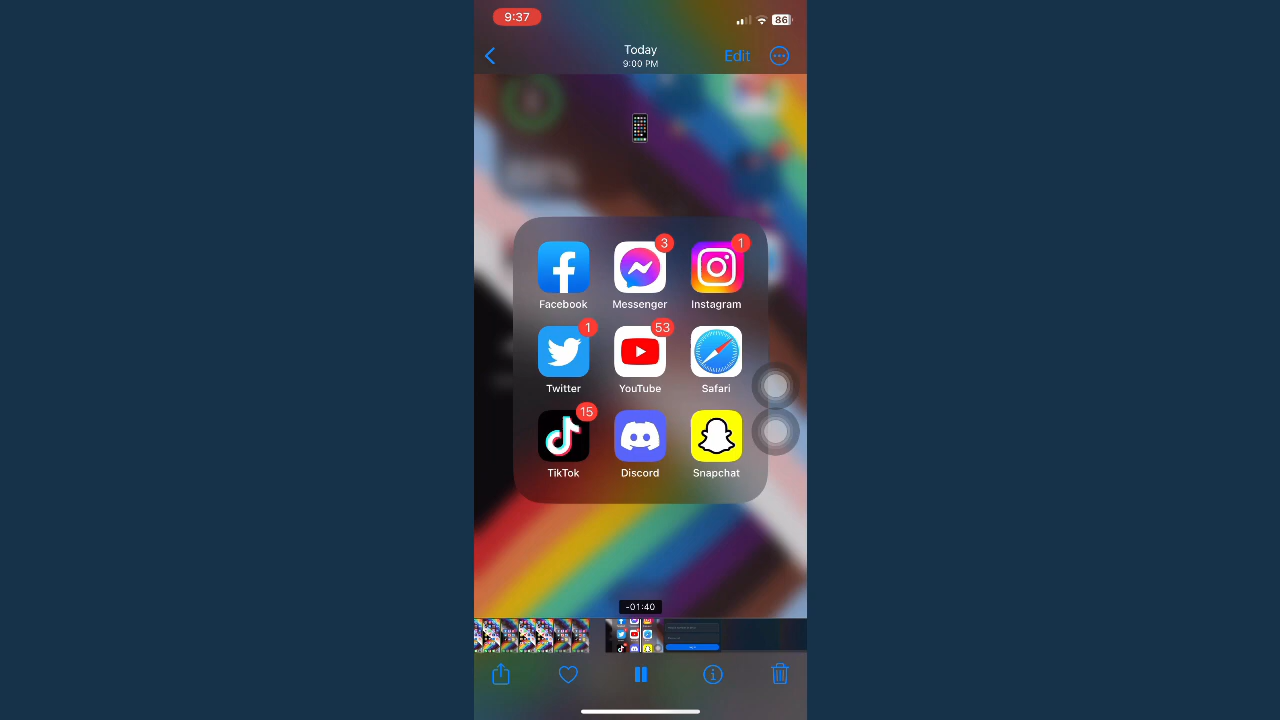 9:37
86
Today
Edit
9:00 PM
3
1
Facebook
Messenger
Instagram
1
53
Twitter
YouTube
Safari
15
TikTok
Discord
Snapchat
-01:40